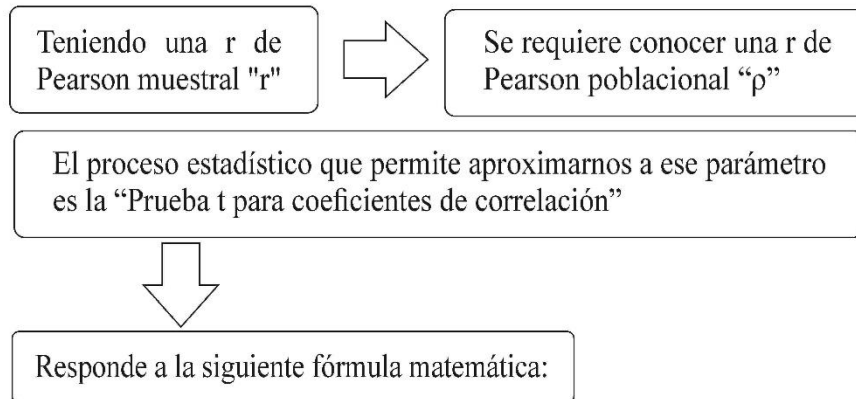 Teniendo una r de
Pearson muestral "r"
Se requiere conocer una r de
Pearson poblacional “ρ”
El proceso estadístico que permite aproximarnos a ese parámetro
es la “Prueba t para coeficientes de correlación”
Responde a la siguiente fórmula matemática: